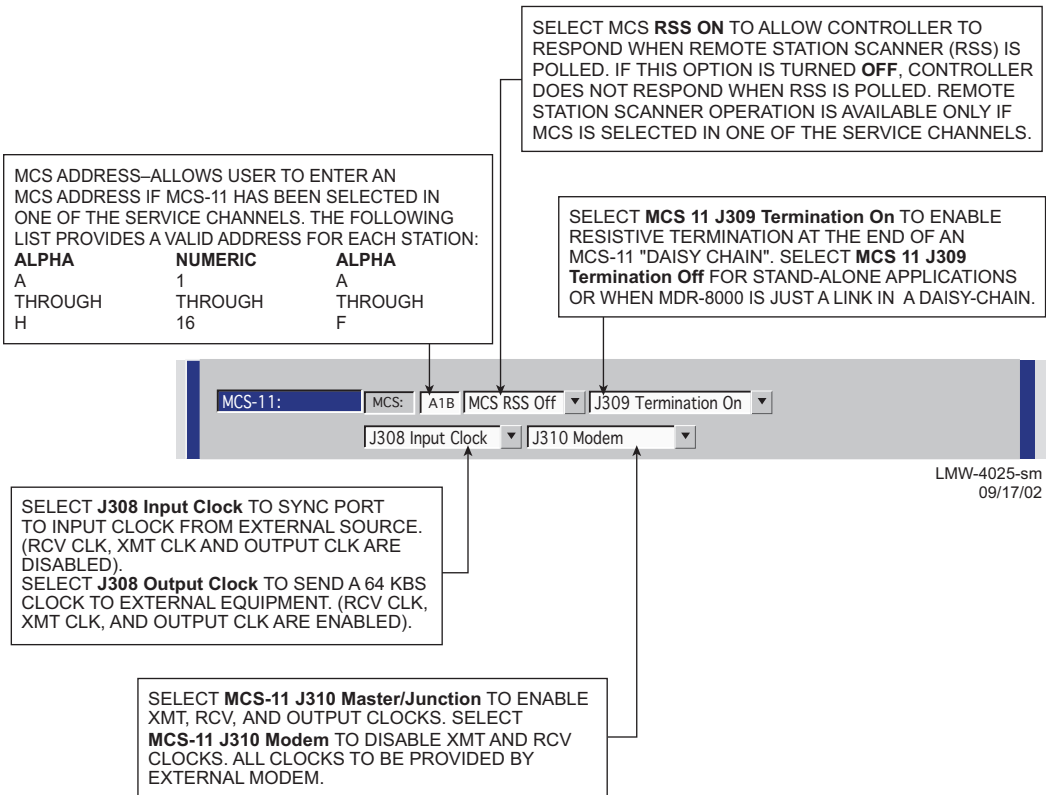 SELECT MCS RSS ON TO ALLOW CONTROLLER TO
RESPOND WHEN REMOTE STATION SCANNER (RSS) IS
POLLED. IF THIS OPTION IS TURNED OFF, CONTROLLER
DOES NOT RESPOND WHEN RSS IS POLLED. REMOTE
STATION SCANNER OPERATION IS AVAILABLE ONLY IF
MCS IS SELECTED IN ONE OF THE SERVICE CHANNELS.
MCS ADDRESS–ALLOWS USER TO ENTER AN
MCS ADDRESS IF MCS-11 HAS BEEN SELECTED IN
ONE OF THE SERVICE CHANNELS. THE FOLLOWING
LIST PROVIDES A VALID ADDRESS FOR EACH STATION:
ALPHA NUMERIC ALPHA
A 1 A
THROUGH THROUGH THROUGH
H 16 F
SELECT MCS 11 J309 Termination On TO ENABLE
RESISTIVE TERMINATION AT THE END OF AN
MCS-11 "DAISY CHAIN". SELECT MCS 11 J309
Termination Off FOR STAND-ALONE APPLICATIONS
OR WHEN MDR-8000 IS JUST A LINK IN A DAISY-CHAIN.
MCS-11: MCS: A1B MCS RSS Off J309 Termination On
J308 Input Clock J310 Modem
LMW-4025-sm
09/17/02
SELECT J308 Input Clock TO SYNC PORT
TO INPUT CLOCK FROM EXTERNAL SOURCE.
(RCV CLK, XMT CLK AND OUTPUT CLK ARE
DISABLED).
SELECT J308 Output Clock TO SEND A 64 KBS
CLOCK TO EXTERNAL EQUIPMENT. (RCV CLK,
XMT CLK, AND OUTPUT CLK ARE ENABLED).
SELECT MCS-11 J310 Master/Junction TO ENABLE
XMT, RCV, AND OUTPUT CLOCKS. SELECT
MCS-11 J310 Modem TO DISABLE XMT AND RCV
CLOCKS. ALL CLOCKS TO BE PROVIDED BY
EXTERNAL MODEM.